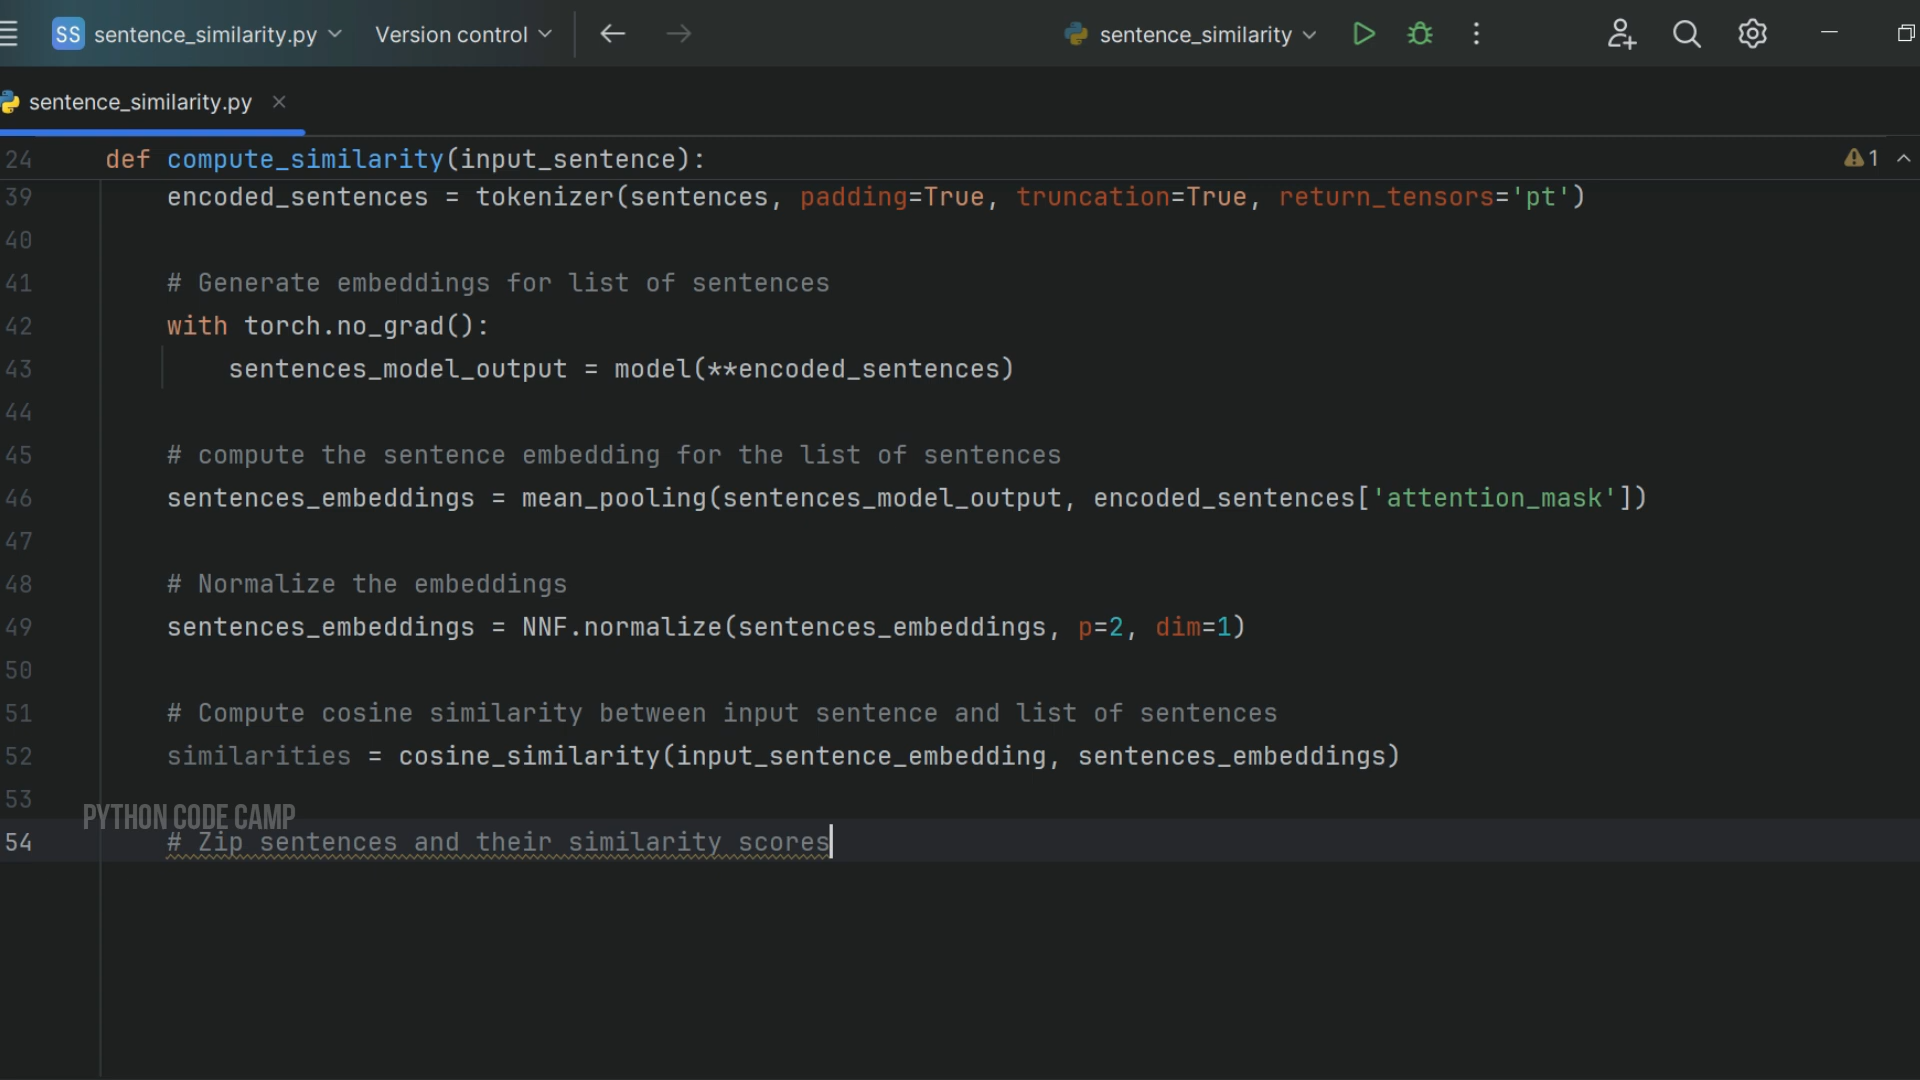 SS sentence_similarity.py Version control sentence_similarity
sentence_similarity.py
24 def compute_similarity(input_sentence): 1
39 encoded_sentences = tokenizer(sentences, padding=True, truncation=True, return_tensors='pt')
40
41 # Generate embeddings for list of sentences
42 with torch.no_grad():
43 sentences_model_output = model(**encoded_sentences)
44
45 # compute the sentence embedding for the list of sentences
46 sentences_embeddings = mean_pooling(sentences_model_output, encoded_sentences['attention_mask'])
47
48 # Normalize the embeddings
49 sentences_embeddings = NNF.normalize(sentences_embeddings, p=2, dim=1)
50
51 # Compute cosine similarity between input sentence and list of sentences
52 similarities = cosine_similarity(input_sentence_embedding, sentences_embeddings)
53
PYTHON CODE CAMP
54 # Zip sentences and their similarity scores